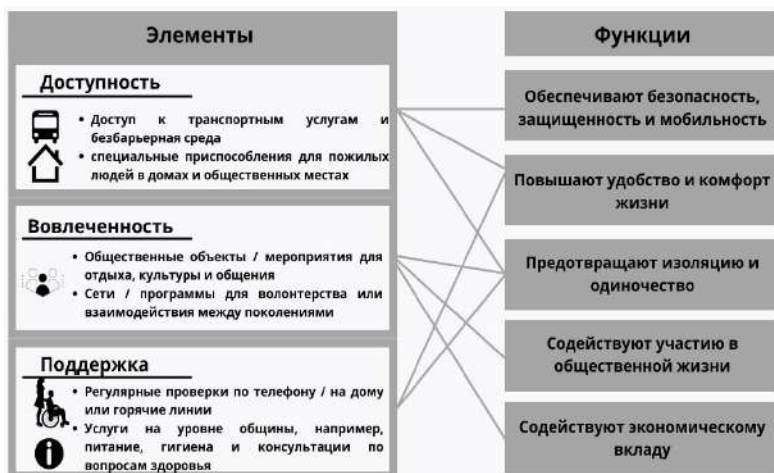 Элементы
Доступность
• Доступ к транспортным услугам и
безбарьерная среда
• специальные приспособления для пожилых
людей в домах и общественных местах
Вовлеченность
• Общественные объекты / мероприятия для
отдыха, культуры и общения
• Сети / программы для волонтерства или
взаимодействия между поколениями
Поддержка
• Регулярные проверки по телефону / на дому
или горячие линии
• Услуги на уровне общины, например,
питание, гигиена и консультации по
вопросам здоровья
Функции
Обеспечивают безопасность,
защищенность и мобильность
Повышают удобство и комфорт
жизни
Предотвращают изоляцию и
одиночество
Содействуют участию в
общественной жизни
Содействуют экономическому
вкладу